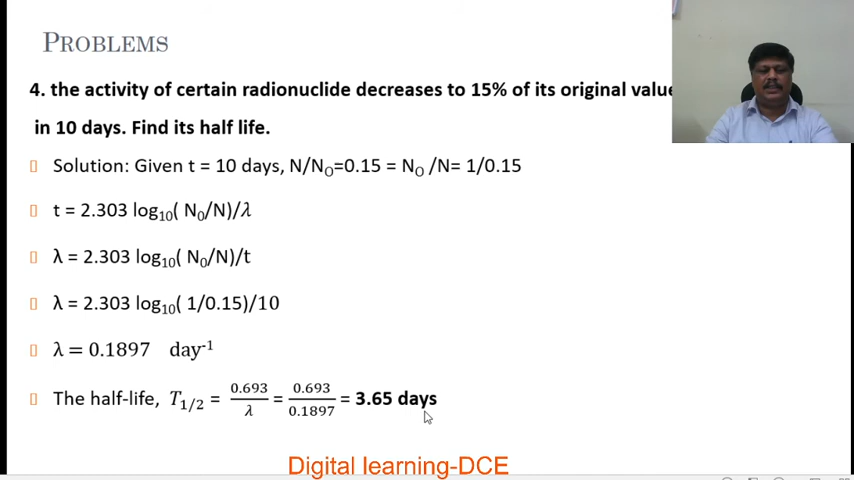 PROBLEMS
4. the activity of certain radionuclide decreases to 15% of its original value
in 10 days. Find its half life.
Solution: Given t = 10 days, N/N₀=0.15 = N₀ /N= 1/0.15
t = 2.303 log₁₀( N₀/N)/λ
λ = 2.303 log₁₀( N₀/N)/t
λ = 2.303 log₁₀( 1/0.15)/10
λ = 0.1897 day⁻¹
The half-life, T₁/₂ = 0.693/λ = 0.693/0.1897 = 3.65 days
Digital learning-DCE